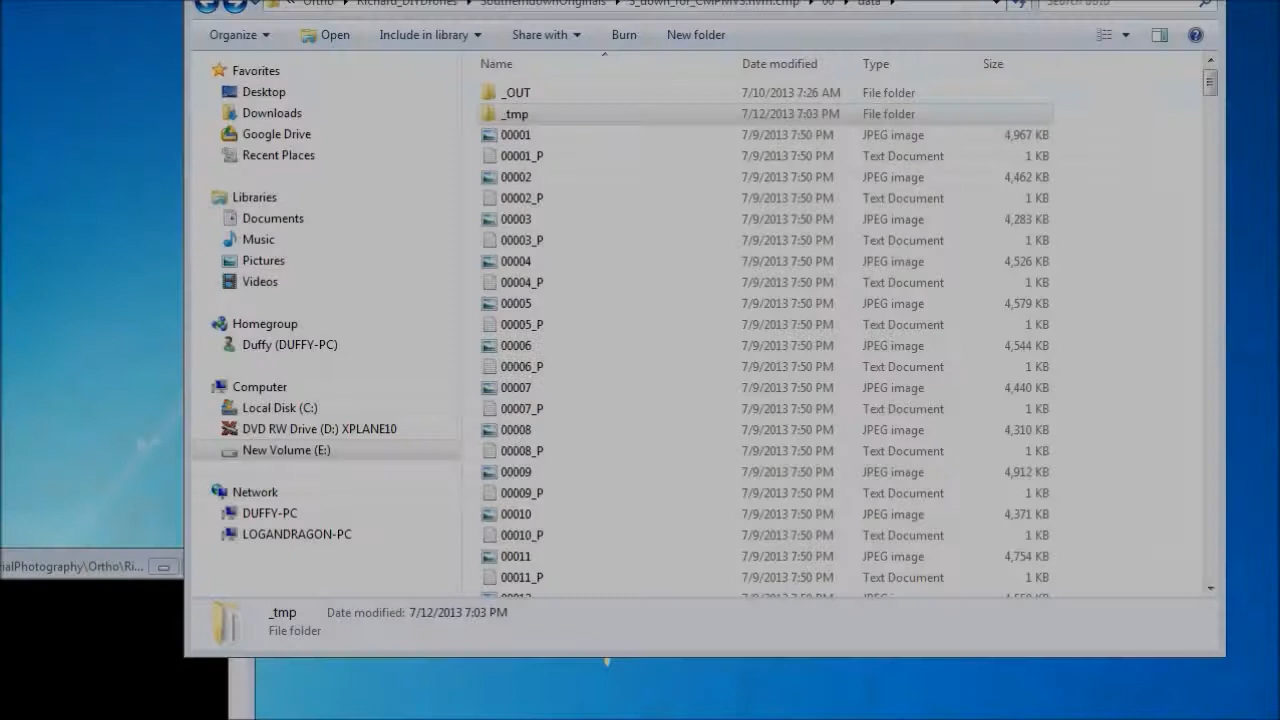 Ortho Richard_DIYDrones SoutherndownOriginals 00 data
Organize Open Include in library Share with Burn New folder
Name Date modified Type Size
Favorites
Desktop
Downloads
Google Drive
Recent Places
Libraries
Documents
Music
Pictures
Videos
Homegroup
Duffy (DUFFY-PC)
Computer
Local Disk (C:)
DVD RW Drive (D:) XPLANE10
New Volume (E:)
Network
DUFFY-PC
LOGANDRAGON-PC
_OUT 7/10/2013 7:26 AM File folder
_tmp 7/12/2013 7:03 PM File folder
00001 7/9/2013 7:50 PM JPEG image 4,967 KB
00001_P 7/9/2013 7:50 PM Text Document 1 KB
00002 7/9/2013 7:50 PM JPEG image 4,462 KB
00002_P 7/9/2013 7:50 PM Text Document 1 KB
00003 7/9/2013 7:50 PM JPEG image 4,283 KB
00003_P 7/9/2013 7:50 PM Text Document 1 KB
00004 7/9/2013 7:50 PM JPEG image 4,526 KB
00004_P 7/9/2013 7:50 PM Text Document 1 KB
00005 7/9/2013 7:50 PM JPEG image 4,579 KB
00005_P 7/9/2013 7:50 PM Text Document 1 KB
00006 7/9/2013 7:50 PM JPEG image 4,544 KB
00006_P 7/9/2013 7:50 PM Text Document 1 KB
00007 7/9/2013 7:50 PM JPEG image 4,440 KB
00007_P 7/9/2013 7:50 PM Text Document 1 KB
00008 7/9/2013 7:50 PM JPEG image 4,310 KB
00008_P 7/9/2013 7:50 PM Text Document 1 KB
00009 7/9/2013 7:50 PM JPEG image 4,912 KB
00009_P 7/9/2013 7:50 PM Text Document 1 KB
00010 7/9/2013 7:50 PM JPEG image 4,371 KB
00010_P 7/9/2013 7:50 PM Text Document 1 KB
00011 7/9/2013 7:50 PM JPEG image 4,754 KB
00011_P 7/9/2013 7:50 PM Text Document 1 KB
ialPhotography\Ortho\Ri...
_tmp Date modified: 7/12/2013 7:03 PM
File folder